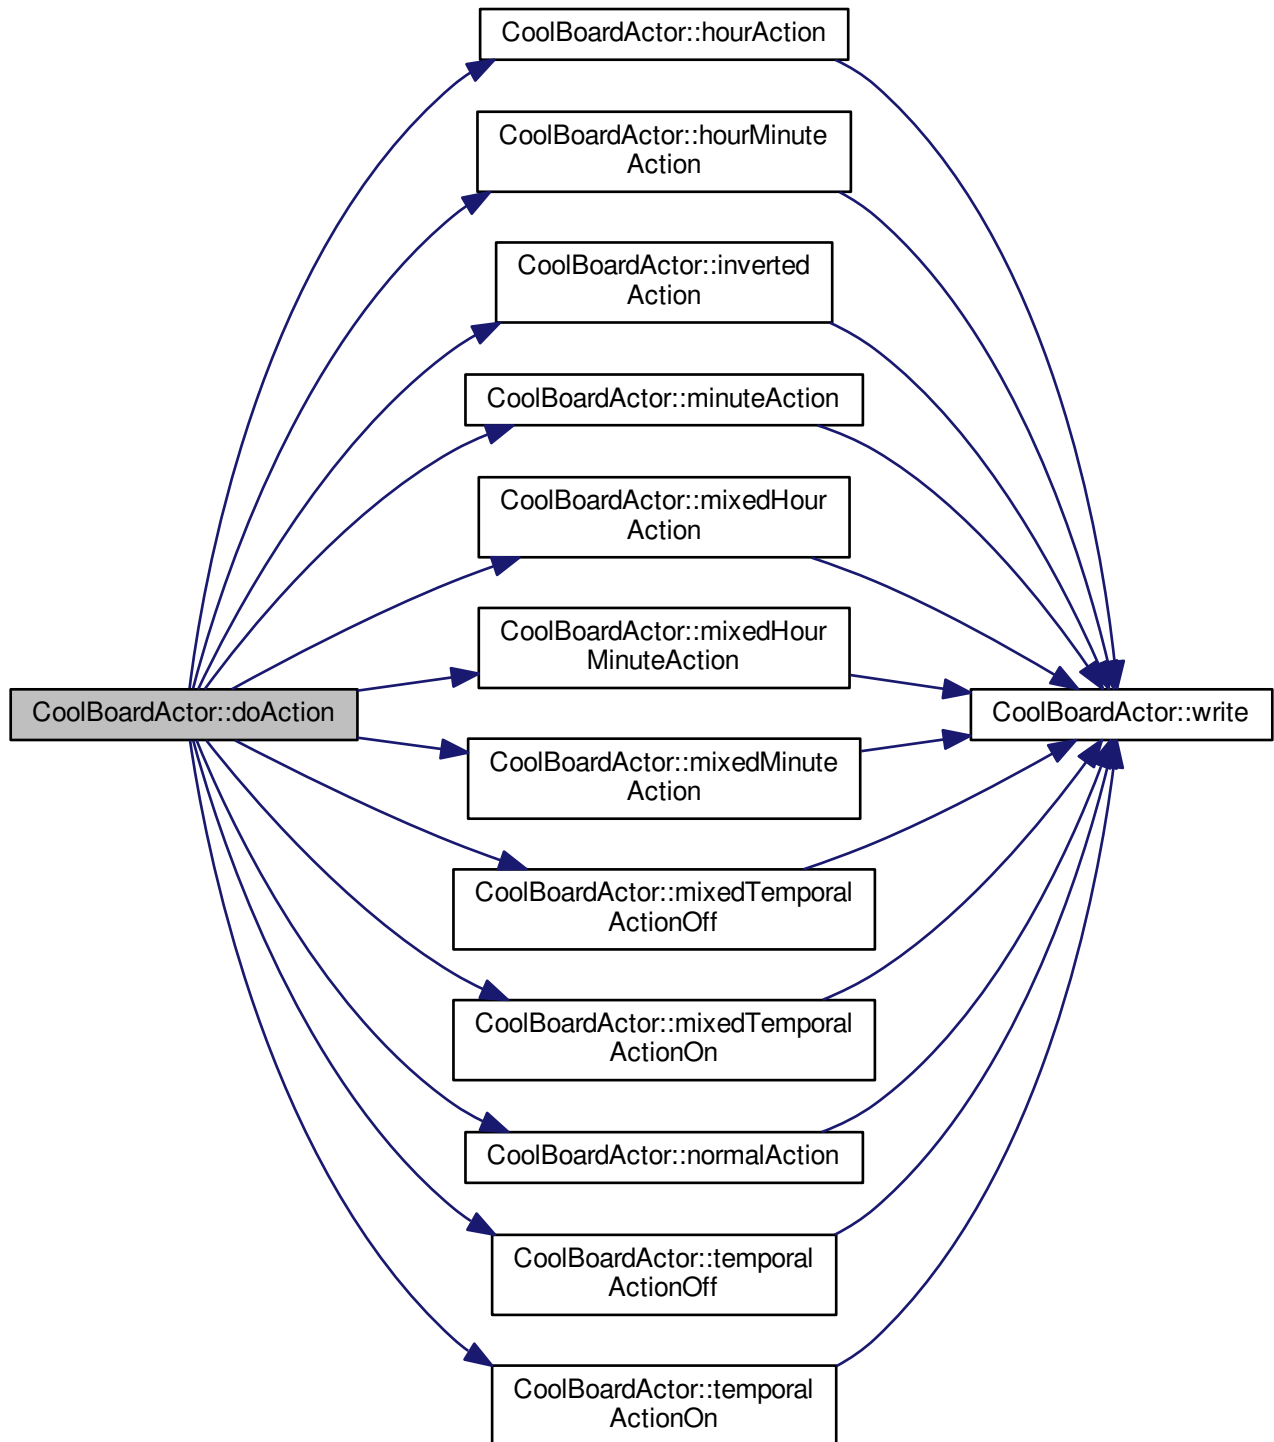 CoolBoardActor::hourAction
CoolBoardActor::hourMinute
Action
CoolBoardActor::inverted
Action
CoolBoardActor::minuteAction
CoolBoardActor::mixedHour
Action
CoolBoardActor::mixedHour
MinuteAction
CoolBoardActor::doAction
CoolBoardActor::write
CoolBoardActor::mixedMinute
Action
CoolBoardActor::mixedTemporal
ActionOff
CoolBoardActor::mixedTemporal
ActionOn
CoolBoardActor::normalAction
CoolBoardActor::temporal
ActionOff
CoolBoardActor::temporal
ActionOn